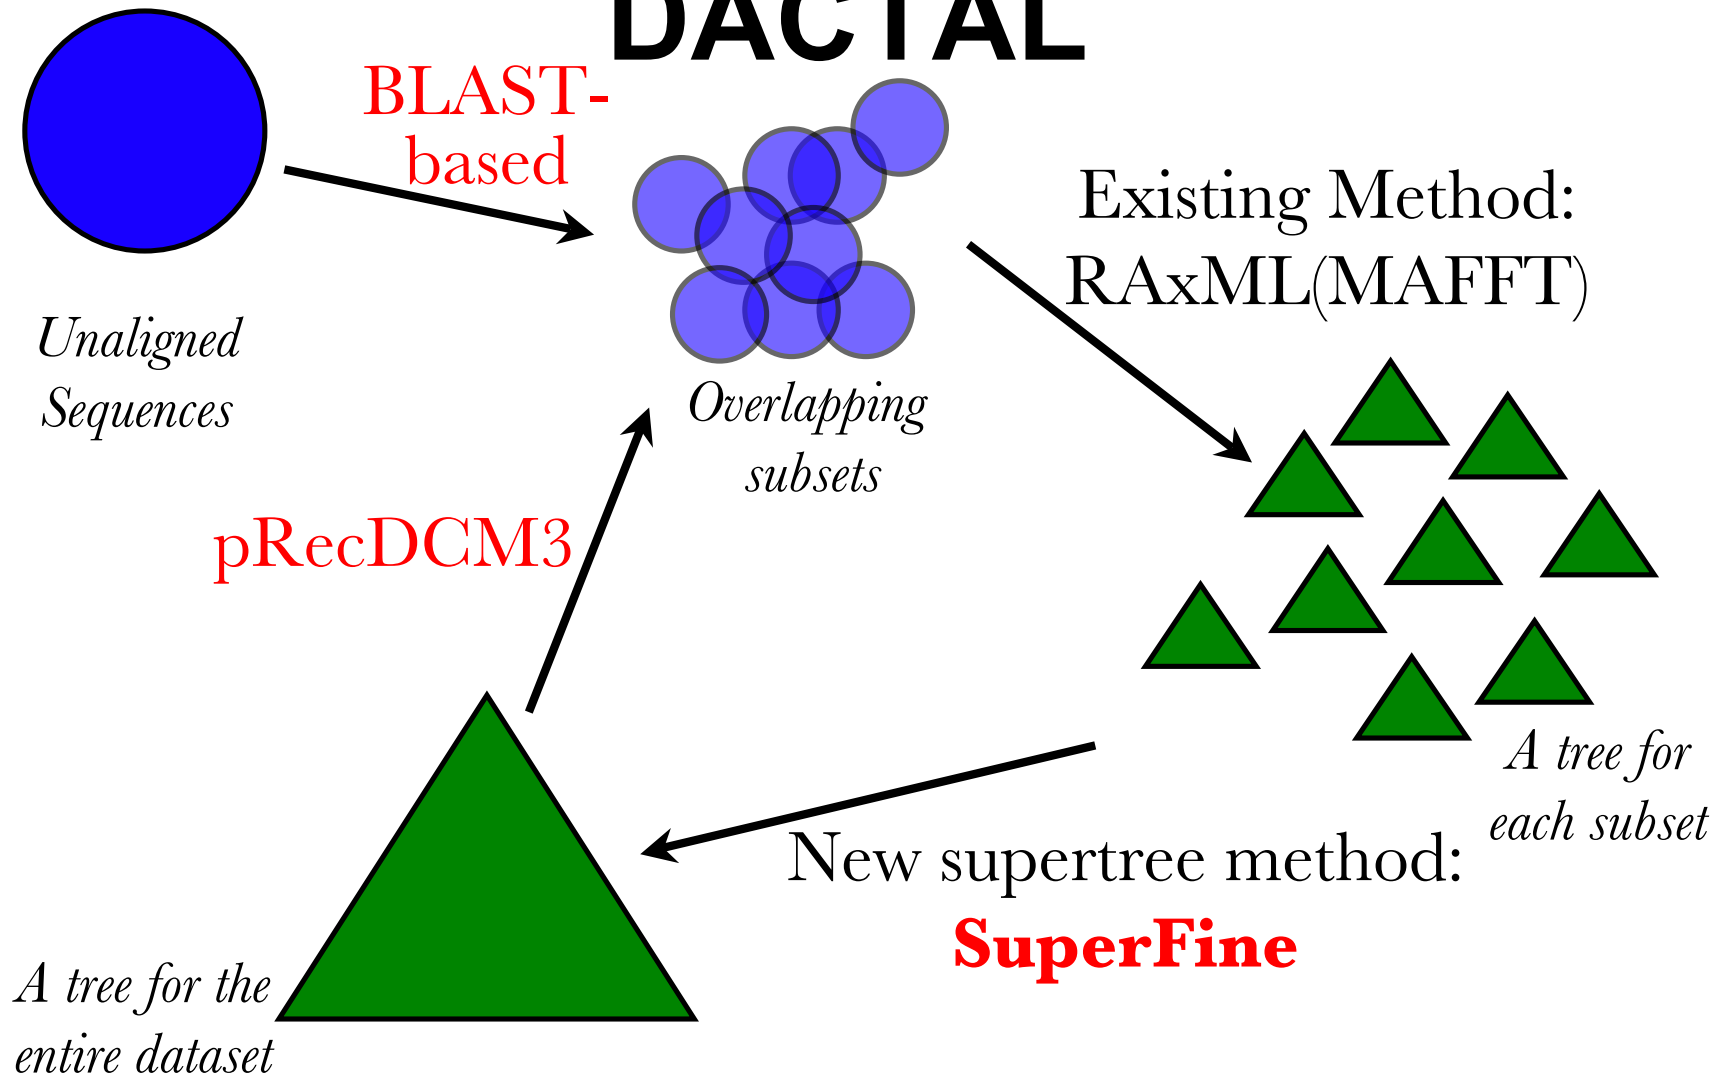 DACTAL
BLAST-
based
Existing Method:
RAxML(MAFFT)
Unaligned
Sequences
Overlapping
subsets
pRecDCM3
A tree for
each subset
New supertree method:
SuperFine
A tree for the
entire dataset